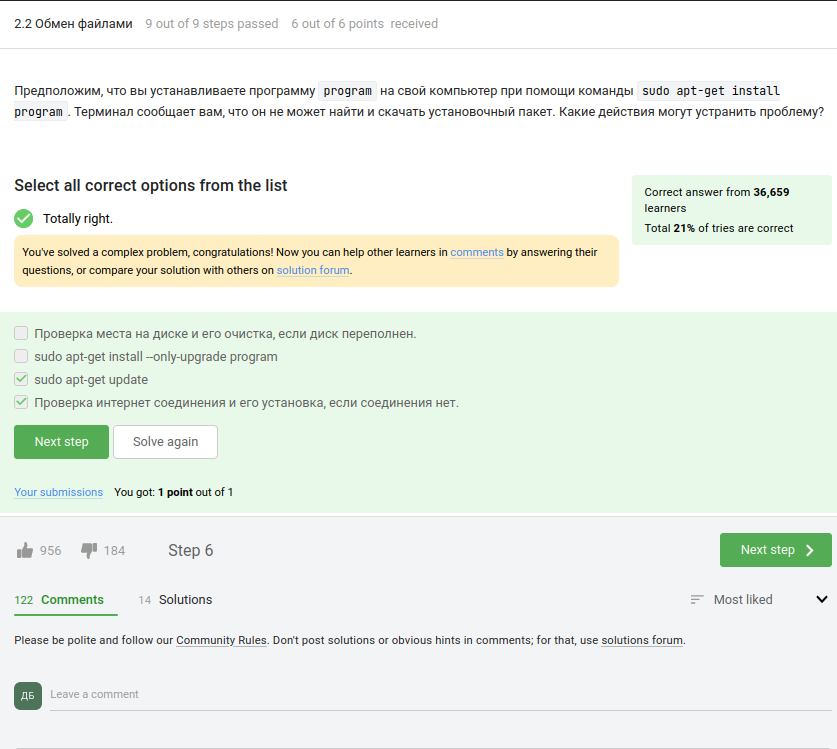 2.2 Обмен файлами 9 out of 9 steps passed 6 out of 6 points received
Предположим, что вы устанавливаете программу program на свой компьютер при помощи команды sudo apt-get install
program . Терминал сообщает вам, что он не может найти и скачать установочный пакет. Какие действия могут устранить проблему?
Select all correct options from the list
Totally right.
You've solved a complex problem, congratulations! Now you can help other learners in comments by answering their
questions, or compare your solution with others on solution forum.
Correct answer from 36,659
learners
Total 21% of tries are correct
Проверка места на диске и его очистка, если диск переполнен.
sudo apt-get install --only-upgrade program
sudo apt-get update
Проверка интернет соединения и его установка, если соединения нет.
Next step Solve again
Your submissions You got: 1 point out of 1
956 184 Step 6 Next step
122 Comments 14 Solutions Most liked
Please be polite and follow our Community Rules. Don't post solutions or obvious hints in comments; for that, use solutions forum.
ДБ Leave a comment